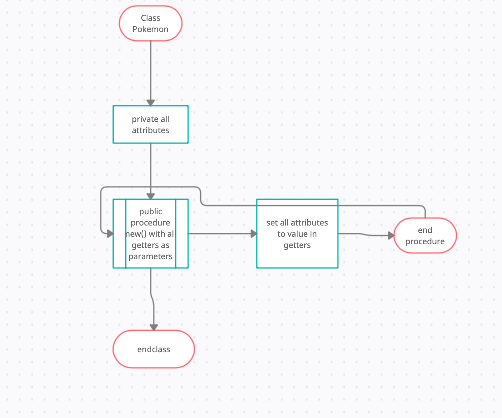 Class
Pokemon
private all
attributes
public
procedure
new() with all
getters as
parameters
set all attributes
to value in
getters
end
procedure
endclass